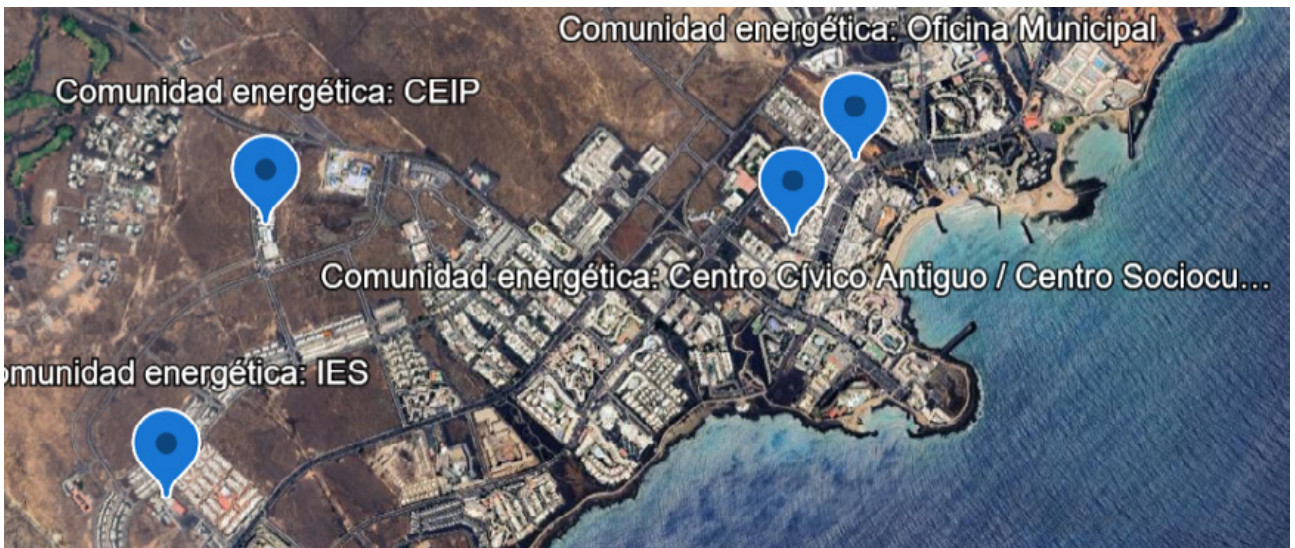 Comunidad energética: Oficina Municipal
Comunidad energética: CEIP
Comunidad energética: Centro Cívico Antiguo / Centro Sociocu...
omunidad energética: IES